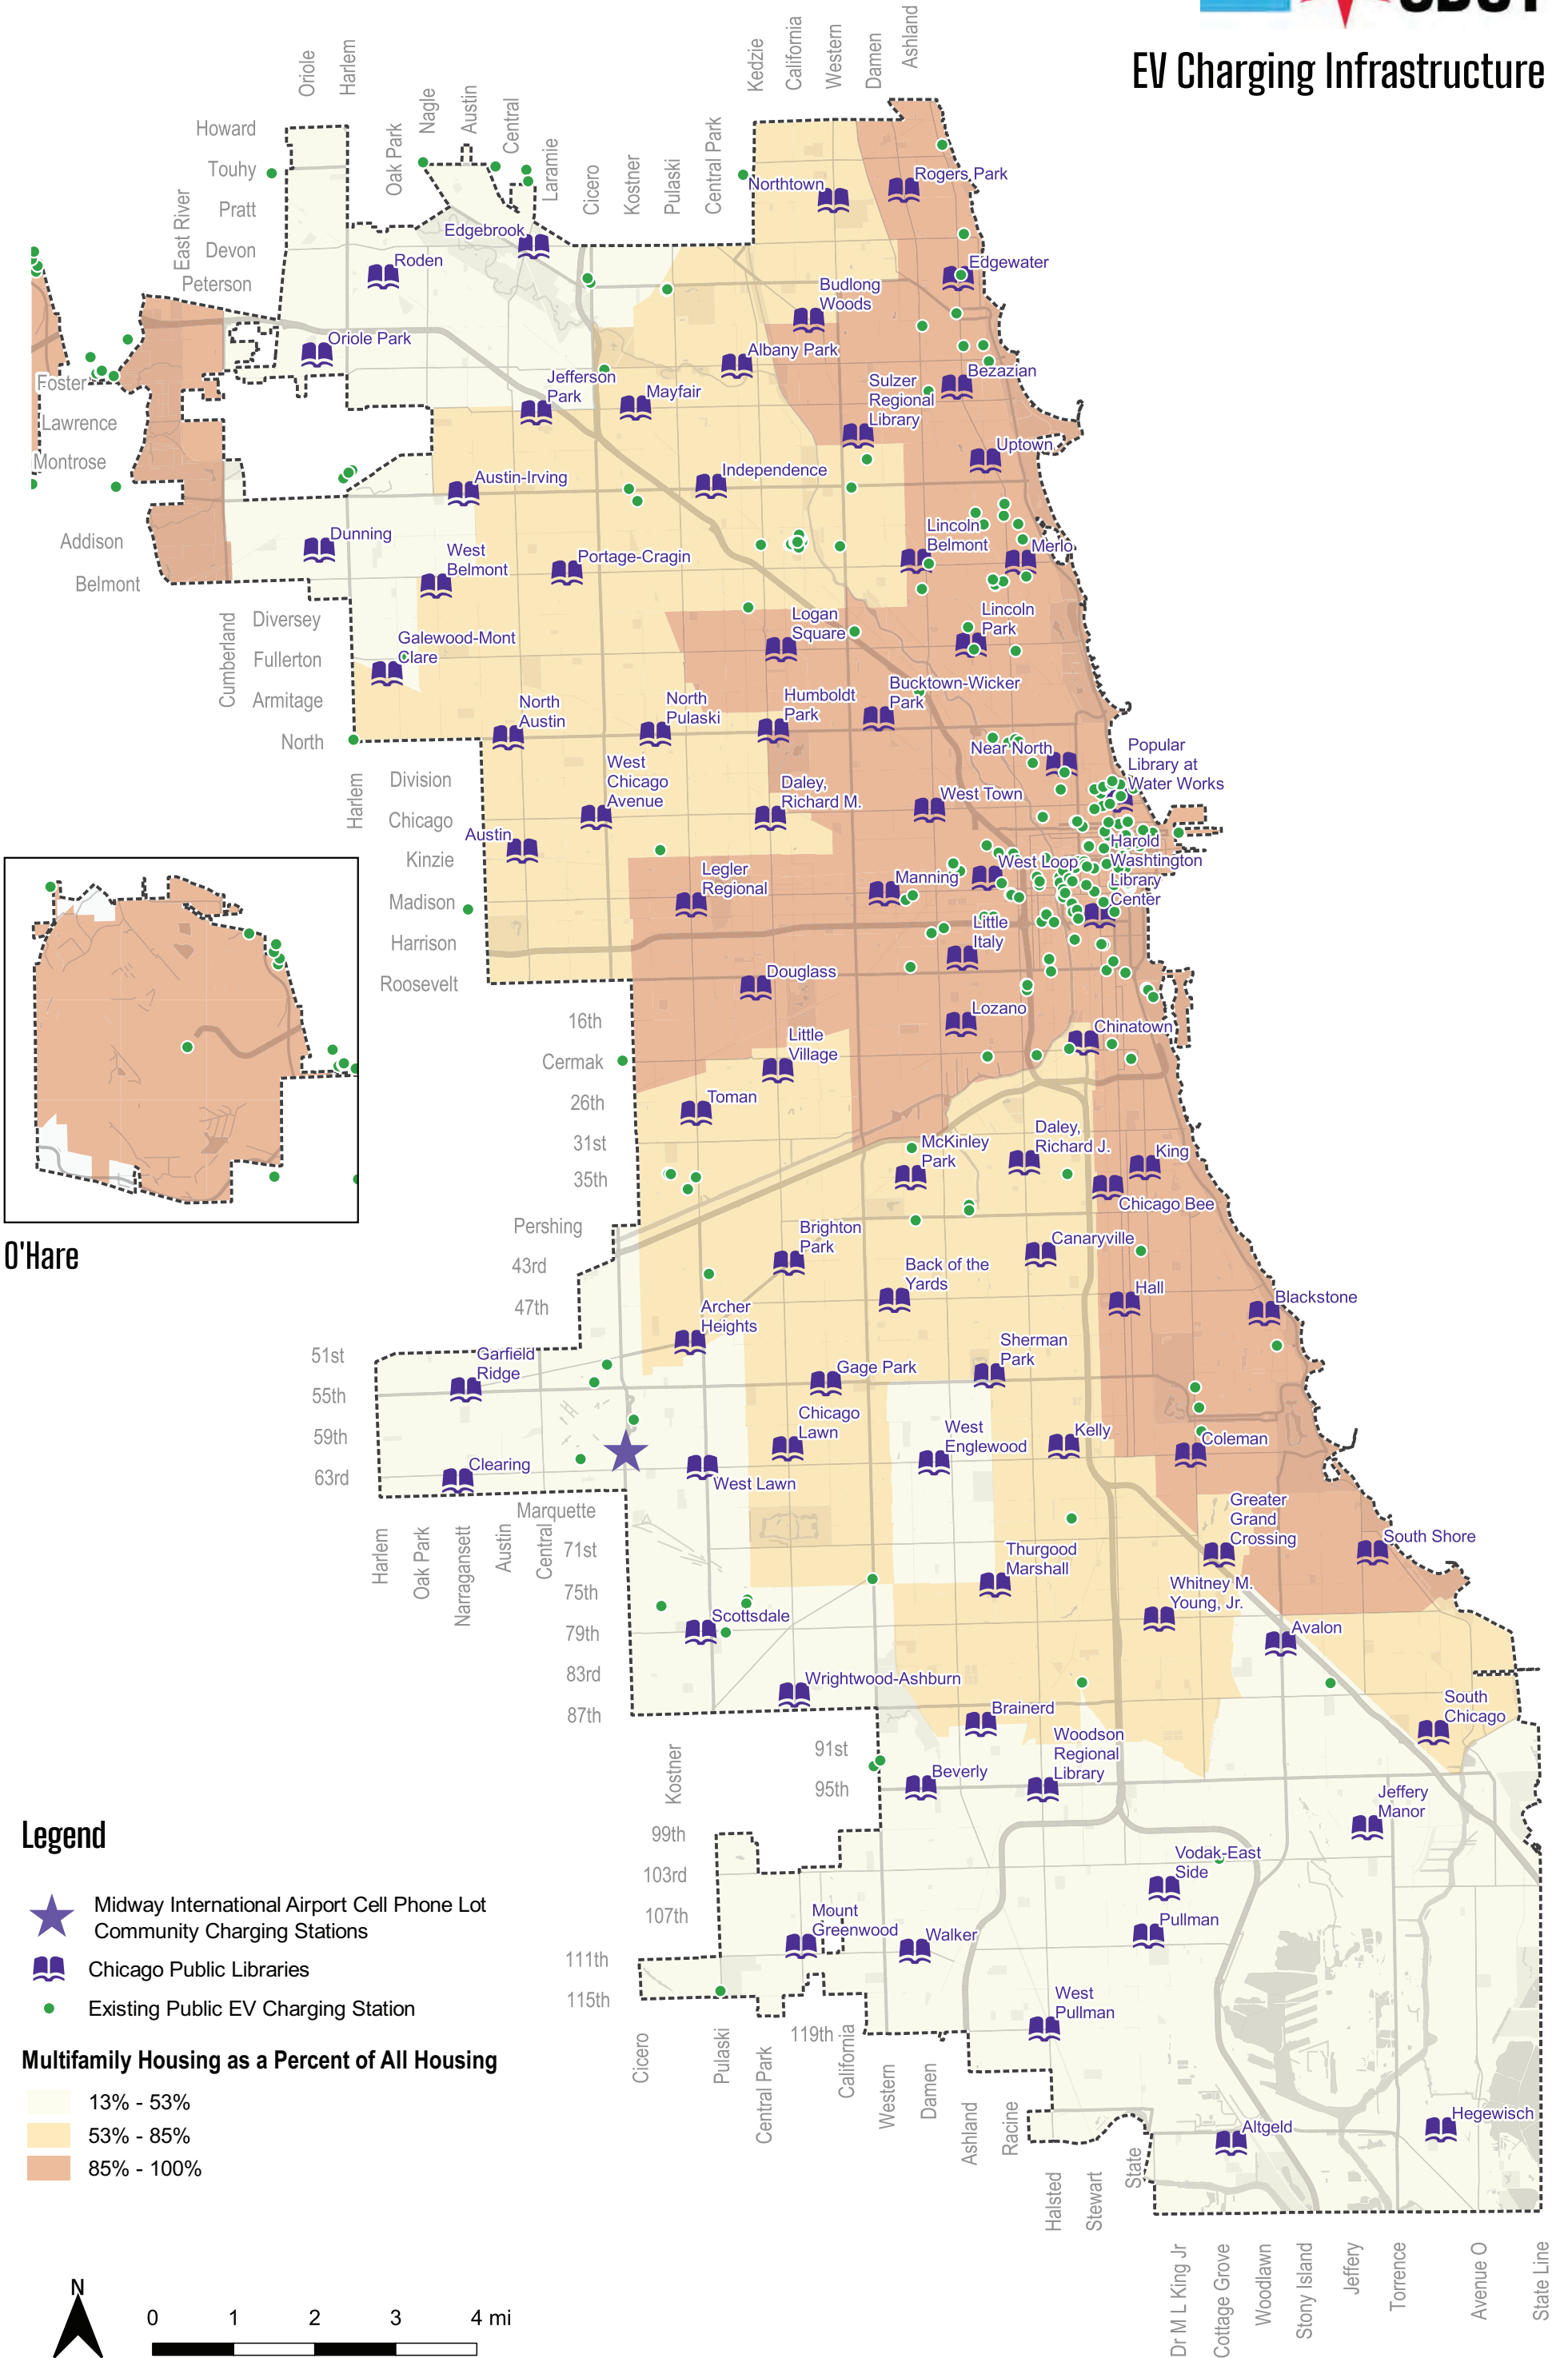 CDOT
EV Charging Infrastructure
Oriole
Harlem
Oak Park
Nagle
Austin
Central
Laramie
Cicero
Kostner
Pulaski
Central Park
Kedzie
California
Western
Damen
Ashland
Howard
Touhy
Pratt
Devon
Peterson
East River
Foster
Lawrence
Montrose
Addison
Belmont
Cumberland
Diversey
Fullerton
Armitage
North
Harlem
Division
Chicago
Kinzie
Madison
Harrison
Roosevelt
16th
Cermak
26th
31st
35th
Pershing
43rd
47th
51st
55th
59th
63rd
Marquette
71st
75th
79th
83rd
87th
Harlem
Oak Park
Narragansett
Austin
Central
Kostner
91st
95th
99th
103rd
107th
111th
115th
119th
Cicero
Pulaski
Central Park
California
Western
Damen
Ashland
Racine
Halsted
Stewart
State
Dr M L King Jr
Cottage Grove
Woodlawn
Stony Island
Jeffery
Torrence
Avenue O
State Line
Northtown
Rogers Park
Edgebrook
Roden
Edgewater
Budlong
Woods
Oriole Park
Albany Park
Jefferson
Park
Mayfair
Sulzer
Regional
Library
Bezazian
Uptown
Austin-Irving
Independence
Dunning
West
Belmont
Portage-Cragin
Lincoln
Belmont
Merlo
Galewood-Mont
Clare
Logan
Square
Lincoln
Park
North
Austin
North
Pulaski
Humboldt
Park
Bucktown-Wicker
Park
Near North
Popular
Library at
Water Works
West
Chicago
Avenue
Daley,
Richard M.
West Town
Austin
Legler
Regional
Manning
West Loop
Harold
Washtington
Library
Center
Little
Italy
Douglass
Lozano
Chinatown
Little
Village
Toman
McKinley
Park
Daley,
Richard J.
King
Chicago Bee
Brighton
Park
Canaryville
Back of the
Yards
Hall
Blackstone
Archer
Heights
Garfield
Ridge
Gage Park
Sherman
Park
Chicago
Lawn
West
Englewood
Kelly
Coleman
Clearing
West Lawn
Greater
Grand
Crossing
South Shore
Thurgood
Marshall
Whitney M.
Young, Jr.
Scottsdale
Avalon
Wrightwood-Ashburn
South
Chicago
Brainerd
Woodson
Regional
Library
Beverly
Jeffery
Manor
Vodak-East
Side
Mount
Greenwood
Walker
Pullman
West
Pullman
Altgeld
Hegewisch
O'Hare
Legend
Midway International Airport Cell Phone Lot
Community Charging Stations
Chicago Public Libraries
Existing Public EV Charging Station
Multifamily Housing as a Percent of All Housing
13% - 53%
53% - 85%
85% - 100%
N
0 1 2 3 4 mi